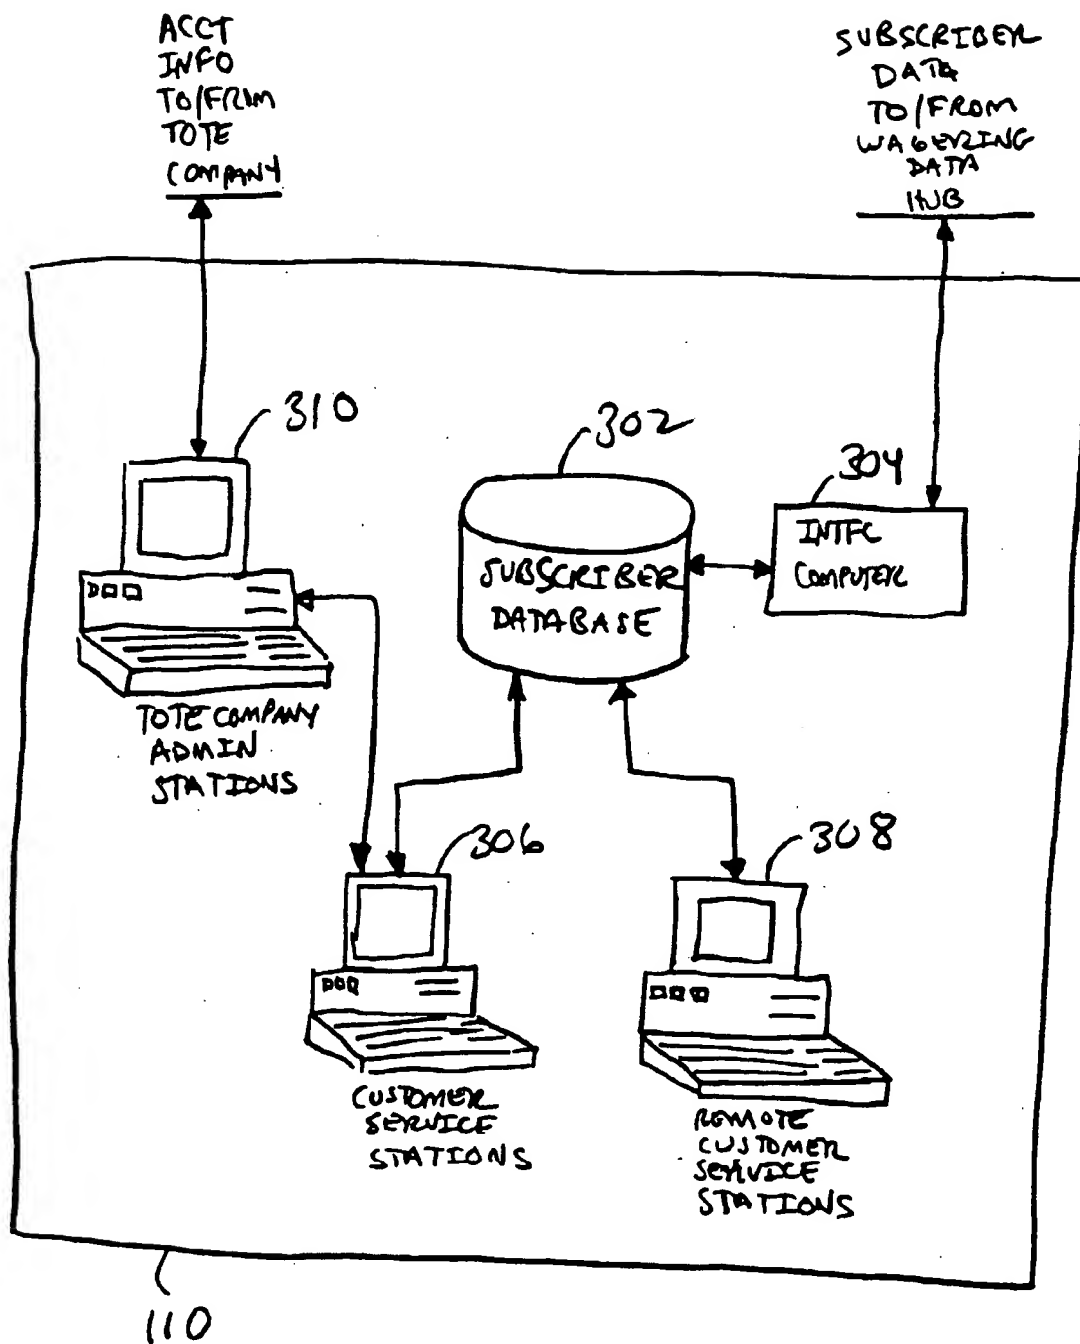 ACCT
INFO
TO/FRIM
TOTE
COMPANY
SUBSCRIBER
DATA
TO/FROM
WAGERING
DATA
HUB
310
302
304
SUBSCRIBER
DATABASE
INTFC
COMPUTER
TOTE COMPANY
ADMIN
STATIONS
306
308
CUSTOMER
SERVICE
STATIONS
REMOTE
CUSTOMER
SERVICE
STATIONS
110